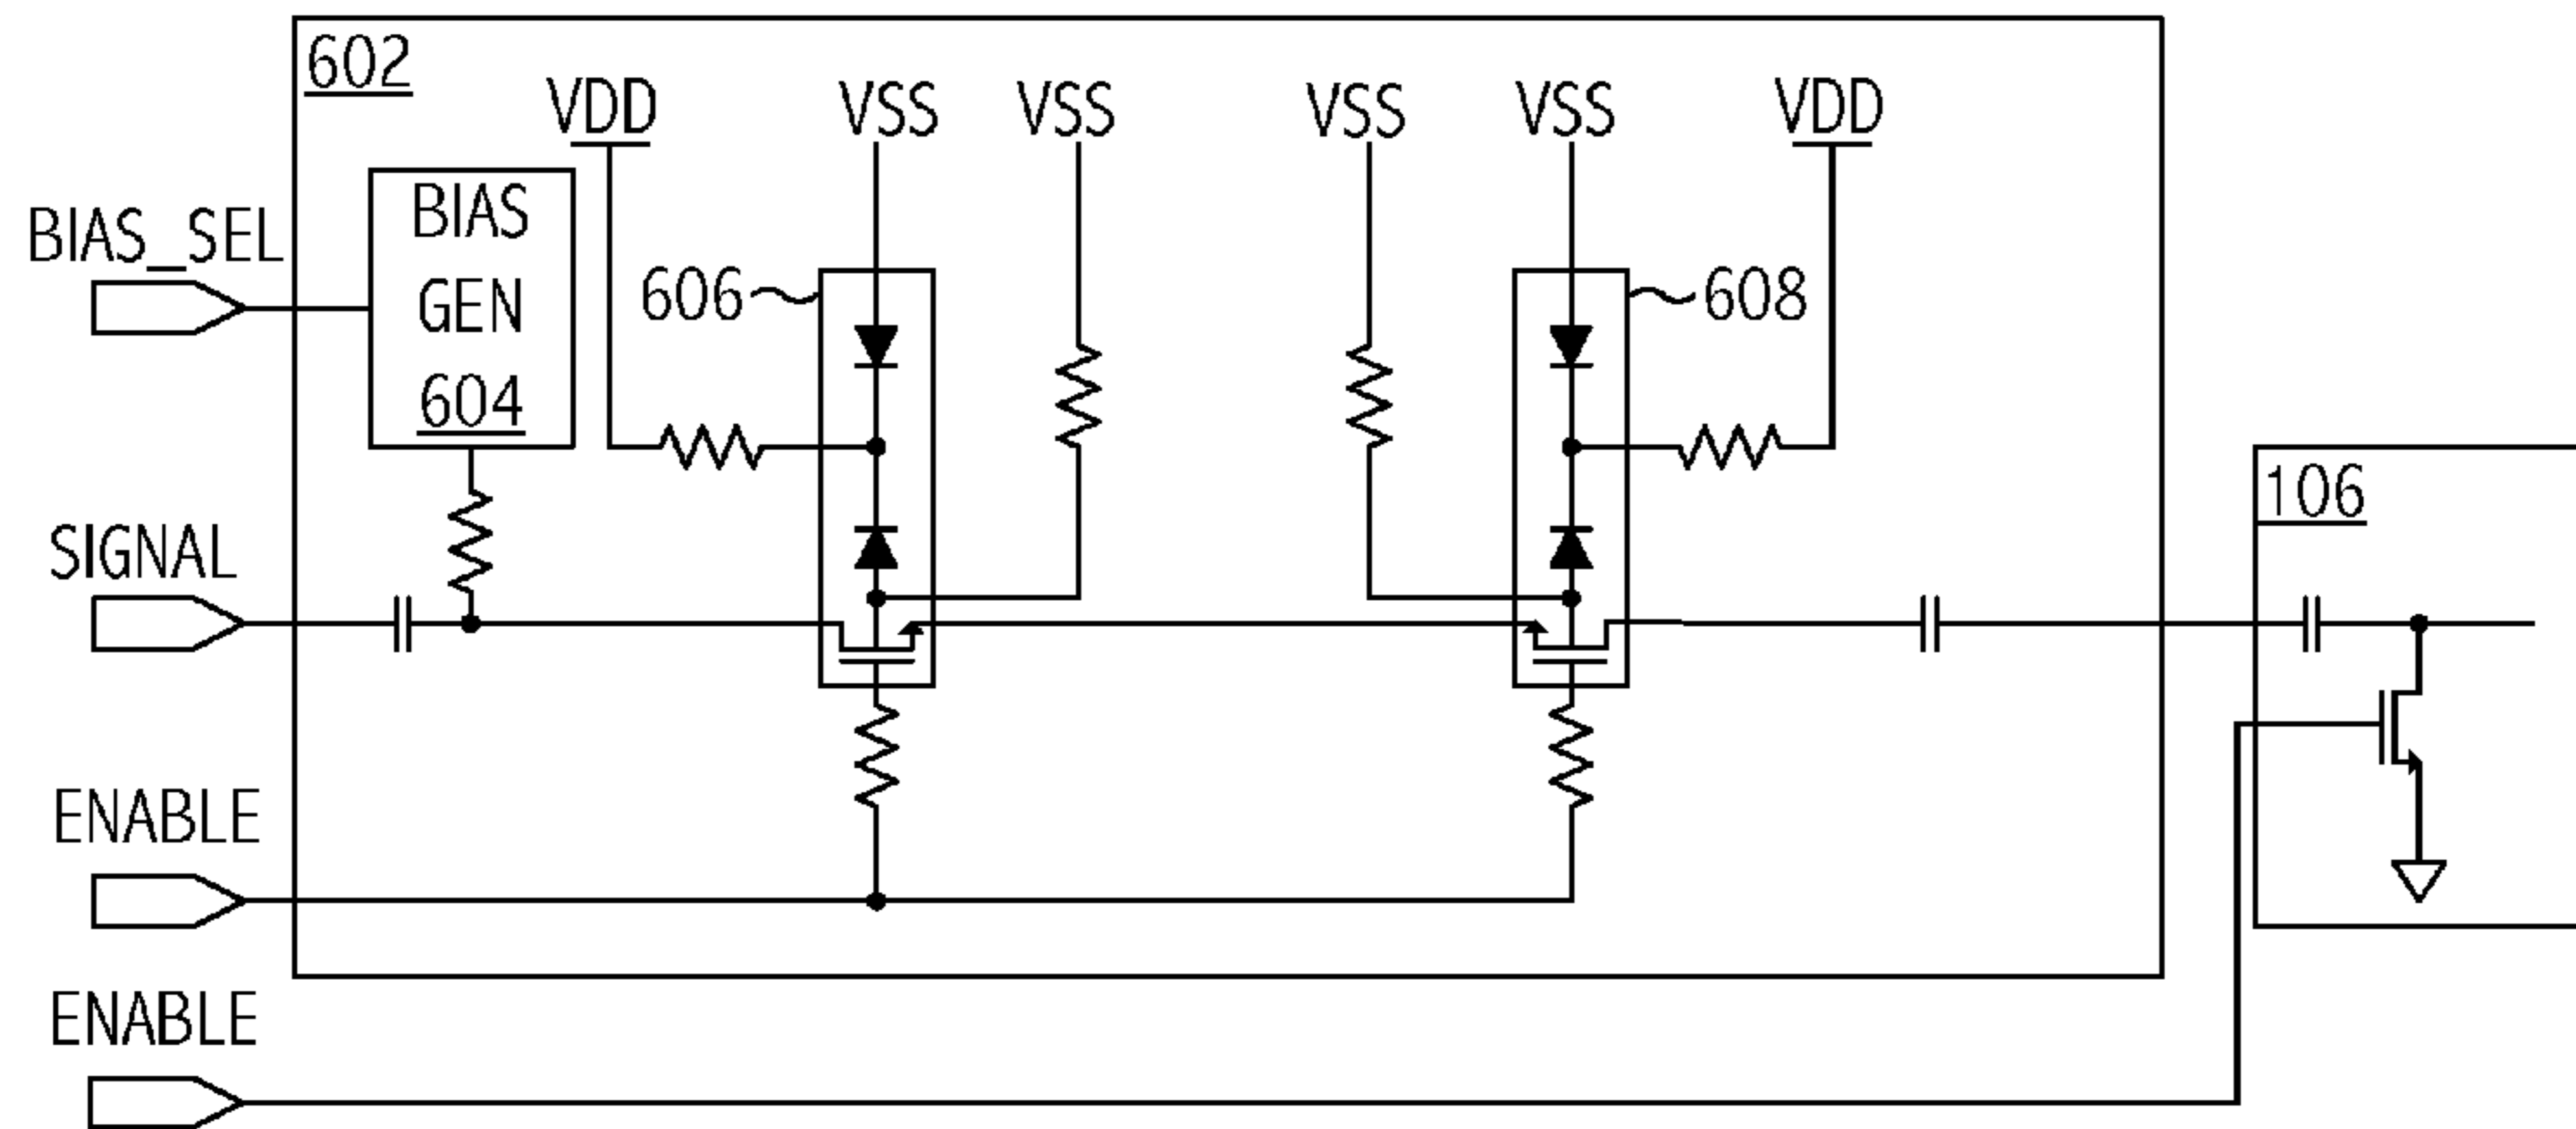 602
VDD VSS VSS VSS VSS VDD
BIAS
GEN
604
BIAS_SEL
606
608
106
SIGNAL
ENABLE
ENABLE